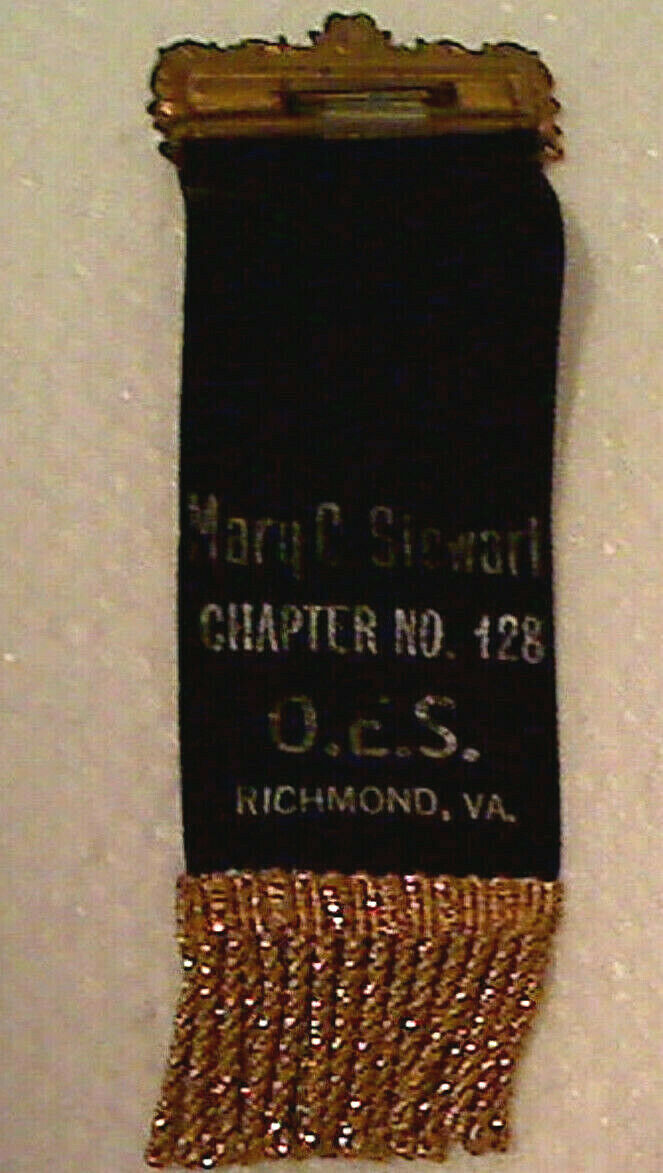 Mary C Stewart
CHAPTER NO. 128
O.E.S.
RICHMOND, VA.